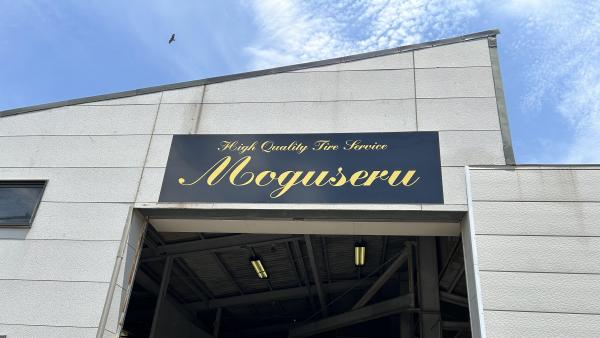 High Quality Tire Service
Moguseru